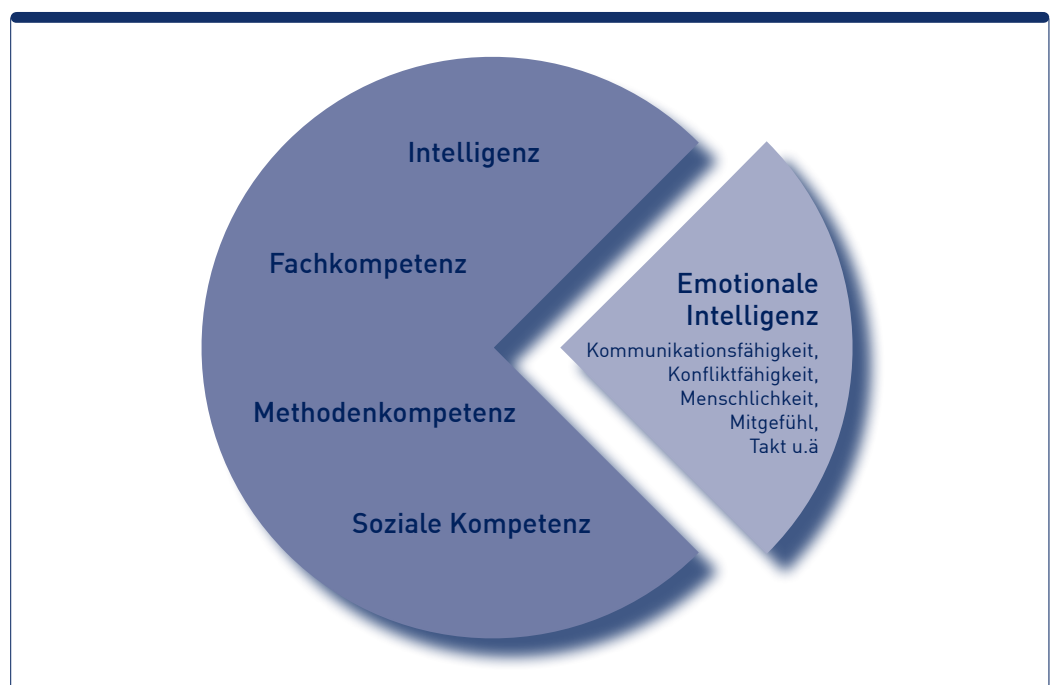 Intelligenz
Fachkompetenz
Methodenkompetenz
Soziale Kompetenz
Emotionale
Intelligenz
Kommunikationsfähigkeit,
Konfliktfähigkeit,
Menschlichkeit,
Mitgefühl,
Takt u.ä